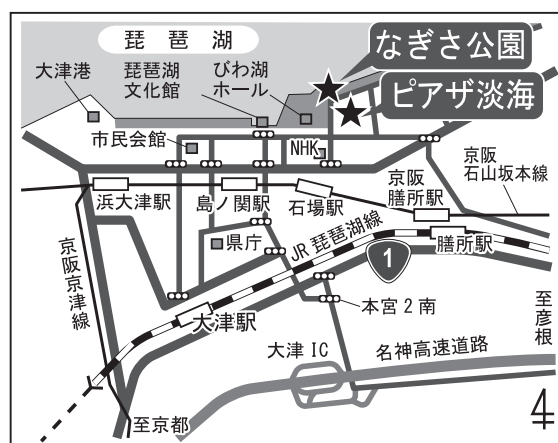 琵琶湖
なぎさ公園
ピアザ淡海
大津港
琵琶湖
文化館
びわ湖
ホール
市民会館
NHK
京阪
石山坂本線
京阪
膳所駅
浜大津駅
島ノ関駅
石場駅
県庁
JR琵琶湖線
1
膳所駅
京阪京津線
大津駅
本宮2南
至彦根
大津IC
名神高速道路
至京都